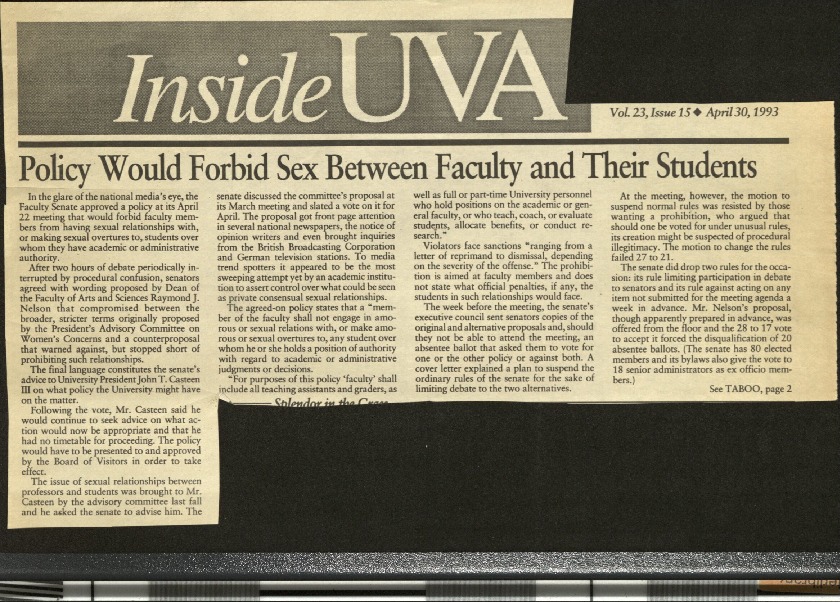 Inside UVA
Vol. 23, Issue 15 ◆ April 30, 1993
Policy Would Forbid Sex Between Faculty and Their Students
In the glare of the national media's eye, the
Faculty Senate approved a policy at its April
22 meeting that would forbid faculty mem-
bers from having sexual relationships with,
or making sexual overtures to, students over
whom they have academic or administrative
authority.
After two hours of debate periodically in-
terrupted by procedural confusion, senators
agreed with wording proposed by Dean of
the Faculty of Arts and Sciences Raymond J.
Nelson that compromised between the
broader, stricter terms originally proposed
by the President's Advisory Committee on
Women's Concerns and a counterproposal
that warned against, but stopped short of
prohibiting such relationships.
The final language constitutes the senate's
advice to University President John T. Casteen
III on what policy the University might have
on the matter.
Following the vote, Mr. Casteen said he
would continue to seek advice on what ac-
tion would now be appropriate and that he
had no timetable for proceeding. The policy
would have to be presented to and approved
by the Board of Visitors in order to take
effect.
The issue of sexual relationships between
professors and students was brought to Mr.
Casteen by the advisory committee last fall
and he asked the senate to advise him. The
senate discussed the committee's proposal at
its March meeting and slated a vote on it for
April. The proposal got front page attention
in several national newspapers, the notice of
opinion writers and even brought inquiries
from the British Broadcasting Corporation
and German television stations. To media
trend spotters it appeared to be the most
sweeping attempt yet by an academic institu-
tion to assert control over what could be seen
as private consensual sexual relationships.
The agreed-on policy states that a "mem-
ber of the faculty shall not engage in amo-
rous or sexual relations with, or make amo-
rous or sexual overtures to, any student over
whom he or she holds a position of authority
with regard to academic or administrative
judgments or decisions.
"For purposes of this policy 'faculty' shall
include all teaching assistants and graders, as
Splendor in the Grass
well as full or part-time University personnel
who hold positions on the academic or gen-
eral faculty, or who teach, coach, or evaluate
students, allocate benefits, or conduct re-
search."
Violators face sanctions "ranging from a
letter of reprimand to dismissal, depending
on the severity of the offense." The prohibi-
tion is aimed at faculty members and does
not state what official penalties, if any, the
students in such relationships would face.
The week before the meeting, the senate's
executive council sent senators copies of the
original and alternative proposals and, should
they not be able to attend the meeting, an
absentee ballot that asked them to vote for
one or the other policy or against both. A
cover letter explained a plan to suspend the
ordinary rules of the senate for the sake of
limiting debate to the two alternatives.
At the meeting, however, the motion to
suspend normal rules was resisted by those
wanting a prohibition, who argued that
should one be voted for under unusual rules,
its creation might be suspected of procedural
illegitimacy. The motion to change the rules
failed 27 to 21.
The senate did drop two rules for the occa-
sion: its rule limiting participation in debate
to senators and its rule against acting on any
item not submitted for the meeting agenda a
week in advance. Mr. Nelson's proposal,
though apparently prepared in advance, was
offered from the floor and the 28 to 17 vote
to accept it forced the disqualification of 20
absentee ballots. (The senate has 80 elected
members and its bylaws also give the vote to
18 senior administrators as ex officio mem-
bers.)
See TABOO, page 2